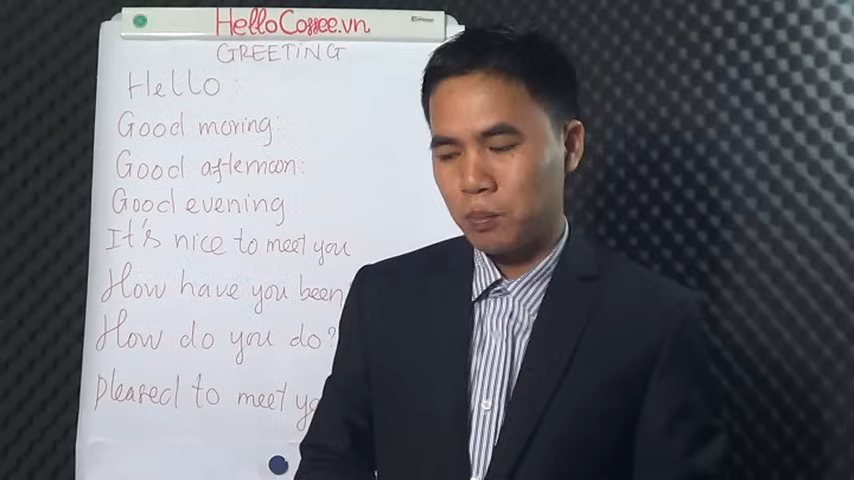 HelloCoffee.vn
GREETING
Hello :
Good moring:
Good afternoon:
Good evening:
It's nice to meet you
How have you been
How do you do?
pleased to meet